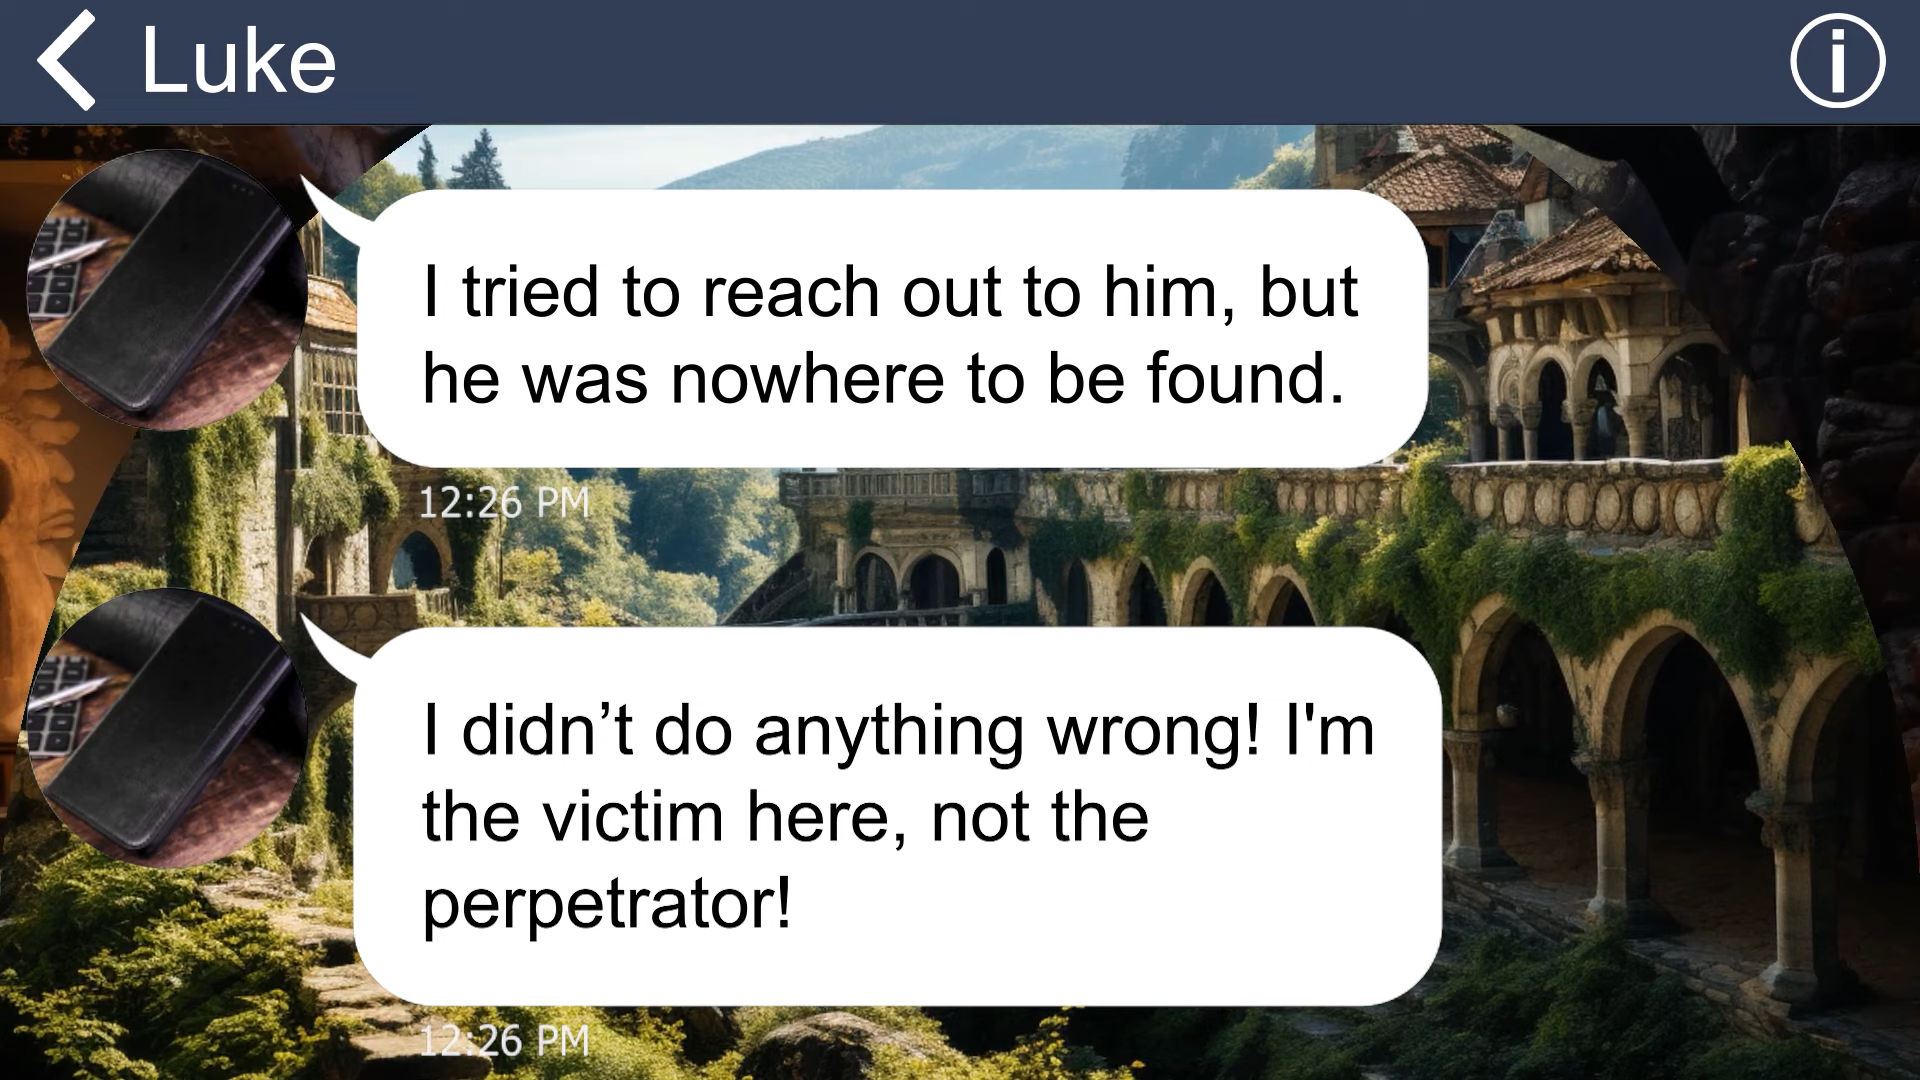 Luke
I tried to reach out to him, but
he was nowhere to be found.
12:26 PM
I didn’t do anything wrong! I'm
the victim here, not the
perpetrator!
12:26 PM